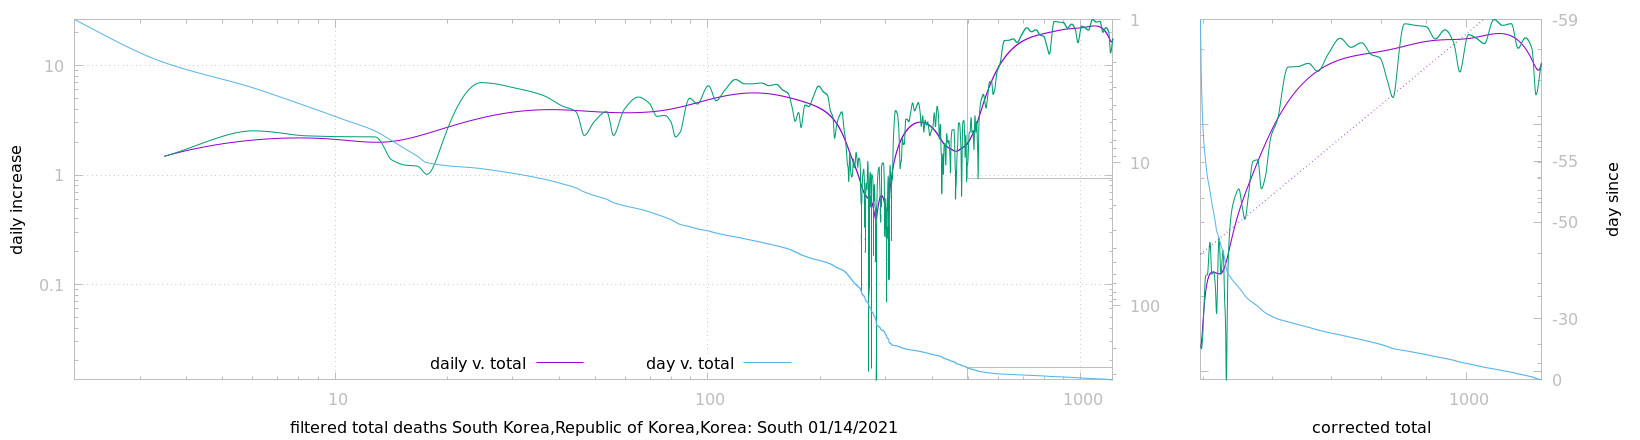 10
1
0.1
daily increase
1
10
100
daily v. total
day v. total
10
100
1000
filtered total deaths South Korea,Republic of Korea,Korea: South 01/14/2021
-59
-55
-50
-30
0
day since
1000
corrected total